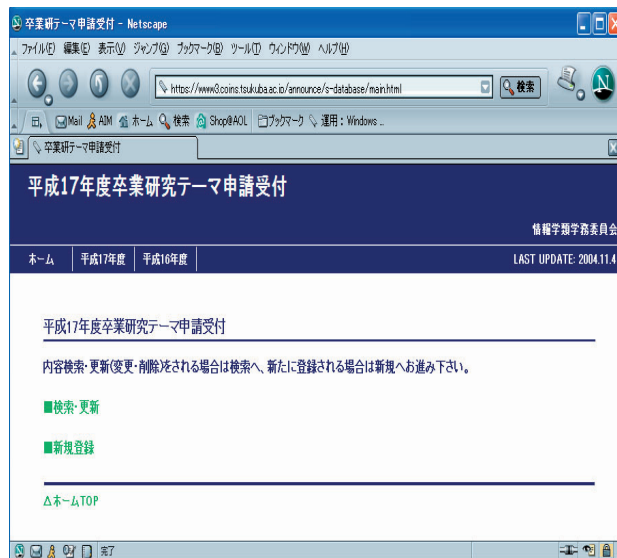 卒業研テーマ申請受付 - Netscape
ファイル(F) 編集(E) 表示(V) ジャンプ(G) ブックマーク(B) ツール(T) ウィンドウ(W) ヘルプ(H)
https://www3.coins.tsukuba.ac.jp/announce/s-database/main.html 検索
Mail AIM ホーム 検索 Shop@AOL ブックマーク 運用：Windows ...
卒業研テーマ申請受付
平成17年度卒業研究テーマ申請受付
情報学類学務委員会
ホーム 平成17年度 平成16年度 LAST UPDATE: 2004.11.4
平成17年度卒業研究テーマ申請受付
内容検索・更新(変更・削除)をされる場合は検索へ、新たに登録される場合は新規へお進み下さい。
■検索・更新
■新規登録
△ホームTOP
完了